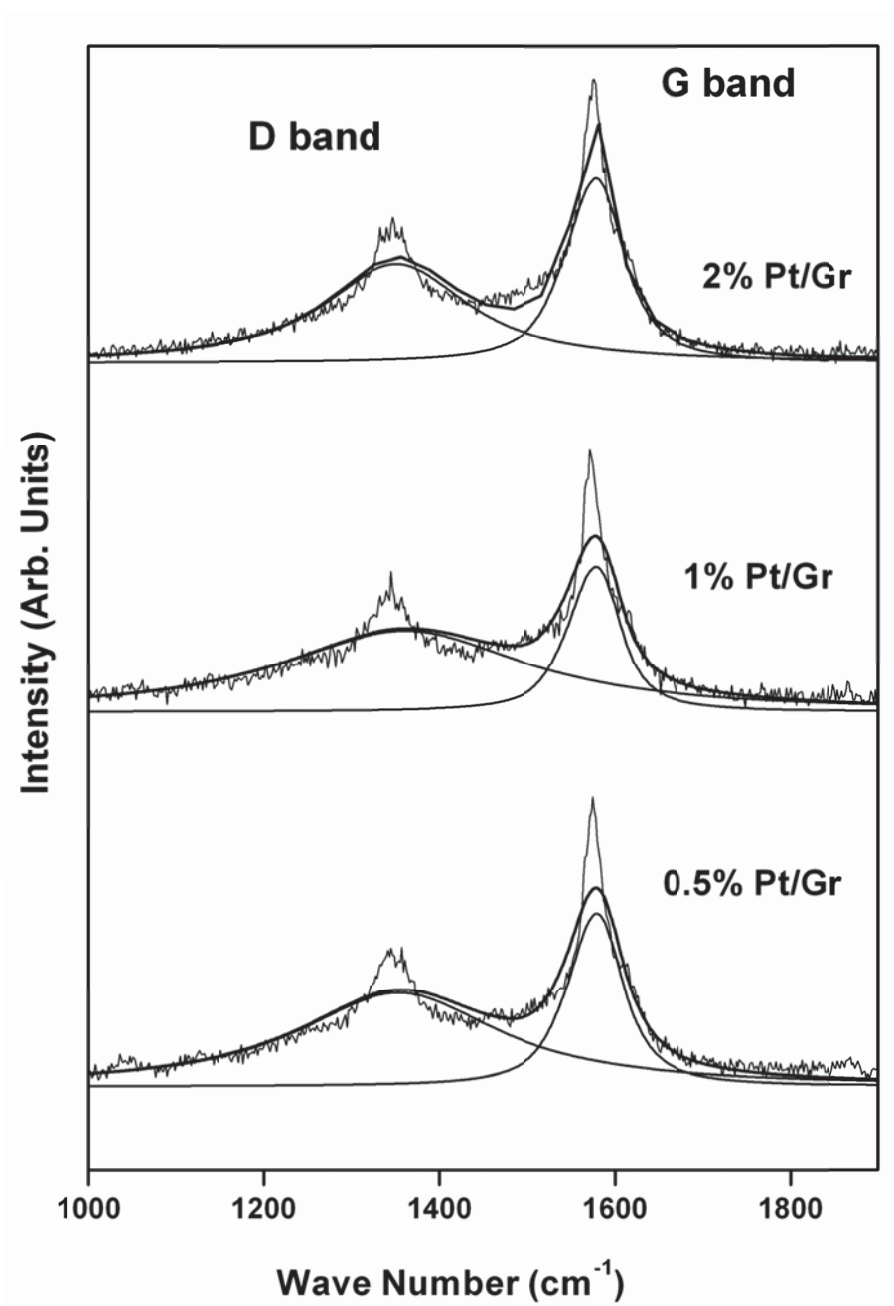 G band
D band
2% Pt/Gr
1% Pt/Gr
0.5% Pt/Gr
Intensity (Arb. Units)
1000 1200 1400 1600 1800
Wave Number (cm⁻¹)